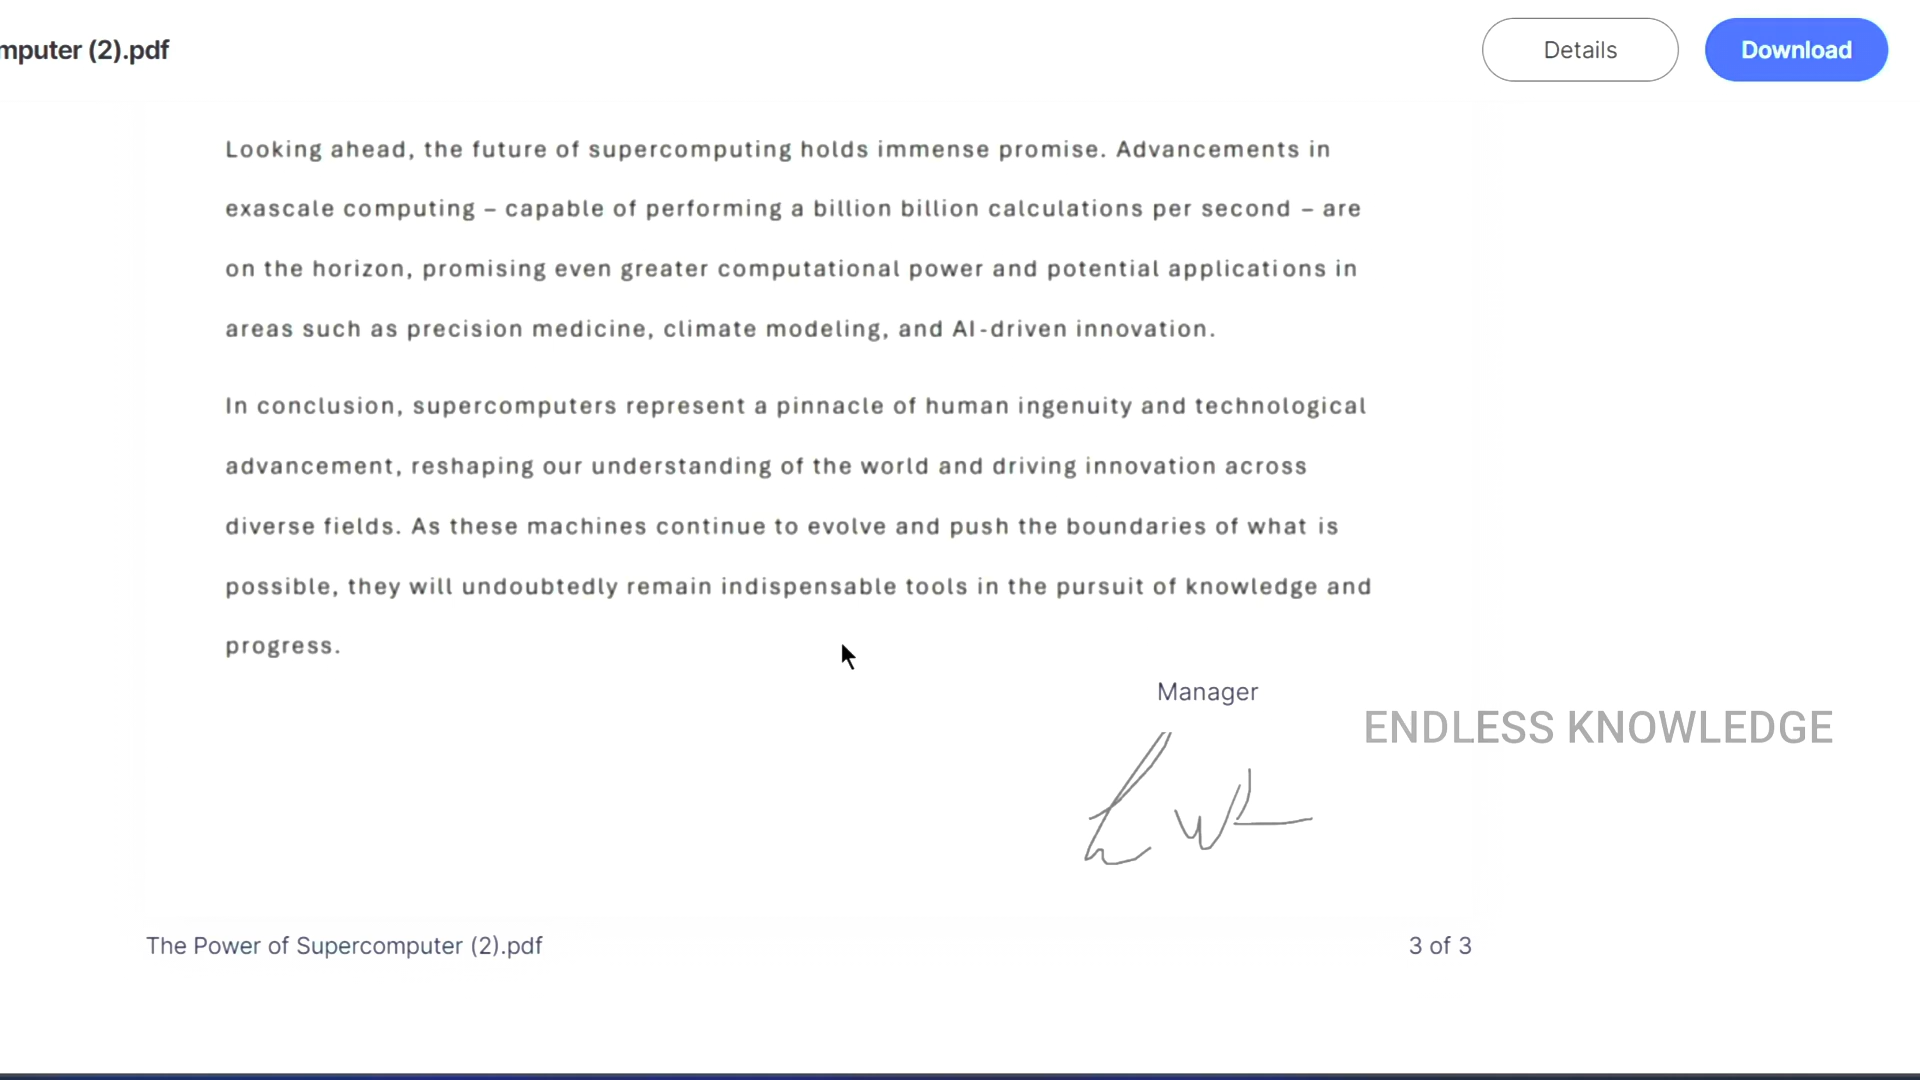 mputer (2).pdf
Details
Download
Looking ahead, the future of supercomputing holds immense promise. Advancements in
exascale computing – capable of performing a billion billion calculations per second – are
on the horizon, promising even greater computational power and potential applications in
areas such as precision medicine, climate modeling, and AI-driven innovation.
In conclusion, supercomputers represent a pinnacle of human ingenuity and technological
advancement, reshaping our understanding of the world and driving innovation across
diverse fields. As these machines continue to evolve and push the boundaries of what is
possible, they will undoubtedly remain indispensable tools in the pursuit of knowledge and
progress.
Manager
ENDLESS KNOWLEDGE
The Power of Supercomputer (2).pdf
3 of 3